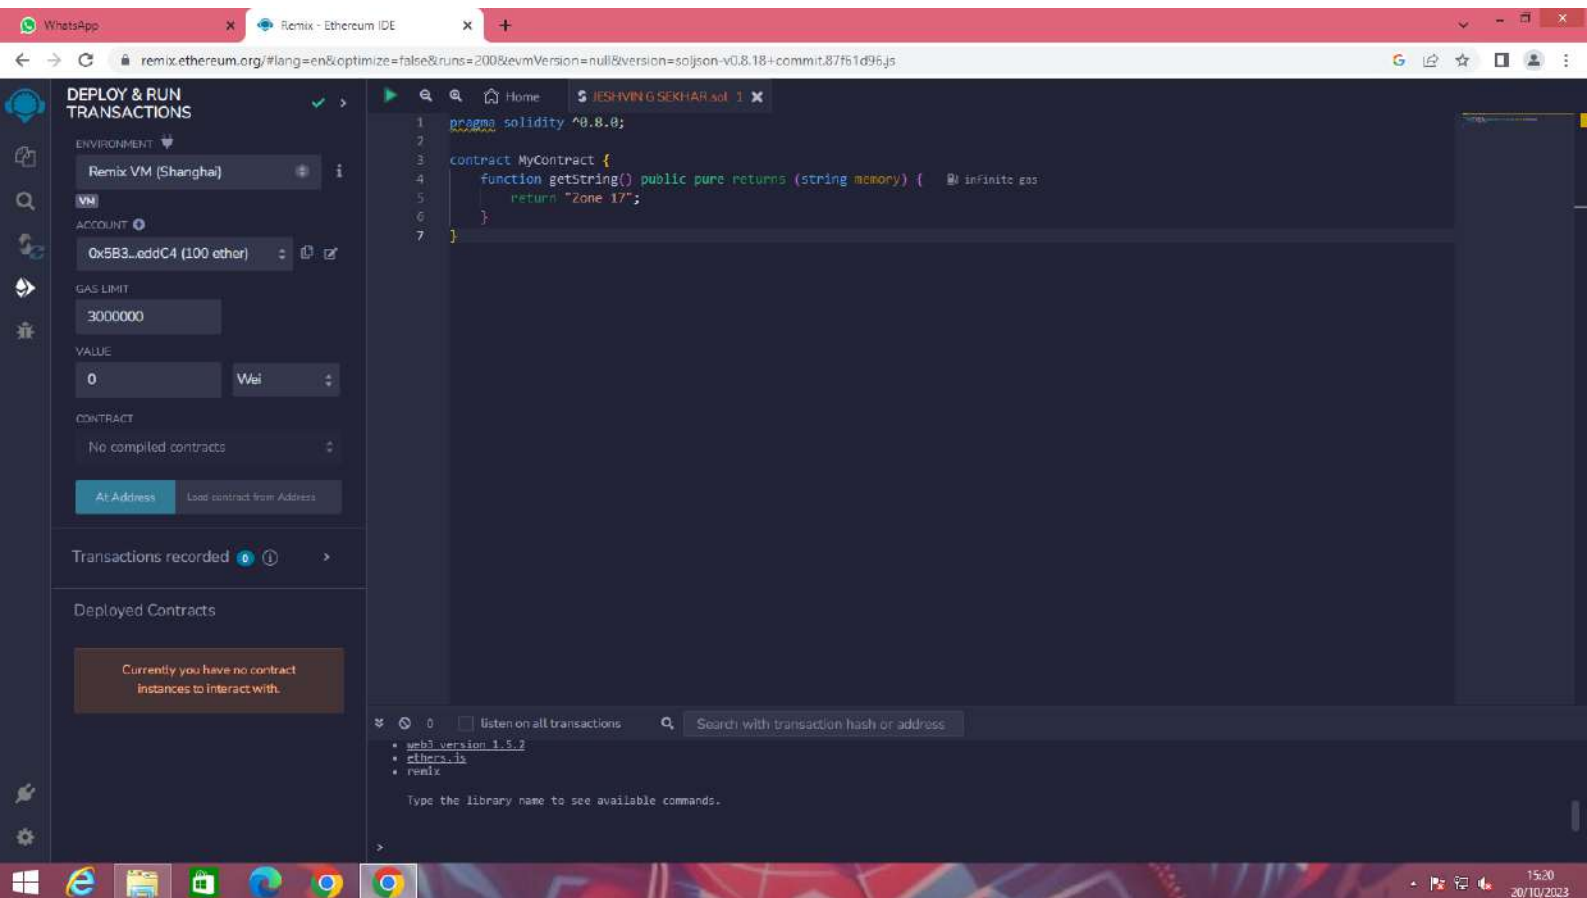 WhatsApp
Remix - Ethereum IDE
remix.ethereum.org/#lang=en&optimize=false&runs=200&evmVersion=null&version=soljson-v0.8.18+commit.87f61d96.js
DEPLOY & RUN
TRANSACTIONS
ENVIRONMENT
Remix VM (Shanghai)
VM
ACCOUNT
0x5B3...eddC4 (100 ether)
GAS LIMIT
3000000
VALUE
0
Wei
CONTRACT
No compiled contracts
At Address
Load contract from Address
Transactions recorded 0
Deployed Contracts
Currently you have no contract
instances to interact with.
Home
JESHVIN G SEKHAR.sol 1
1 pragma solidity ^0.8.0;
2
3 contract MyContract {
4 function getString() public pure returns (string memory) { infinite gas
5 return "Zone 17";
6 }
7 }
0 listen on all transactions
Search with transaction hash or address
• web3 version 1.5.2
• ethers.js
• remix
Type the library name to see available commands.
>
15:20
20/10/2023